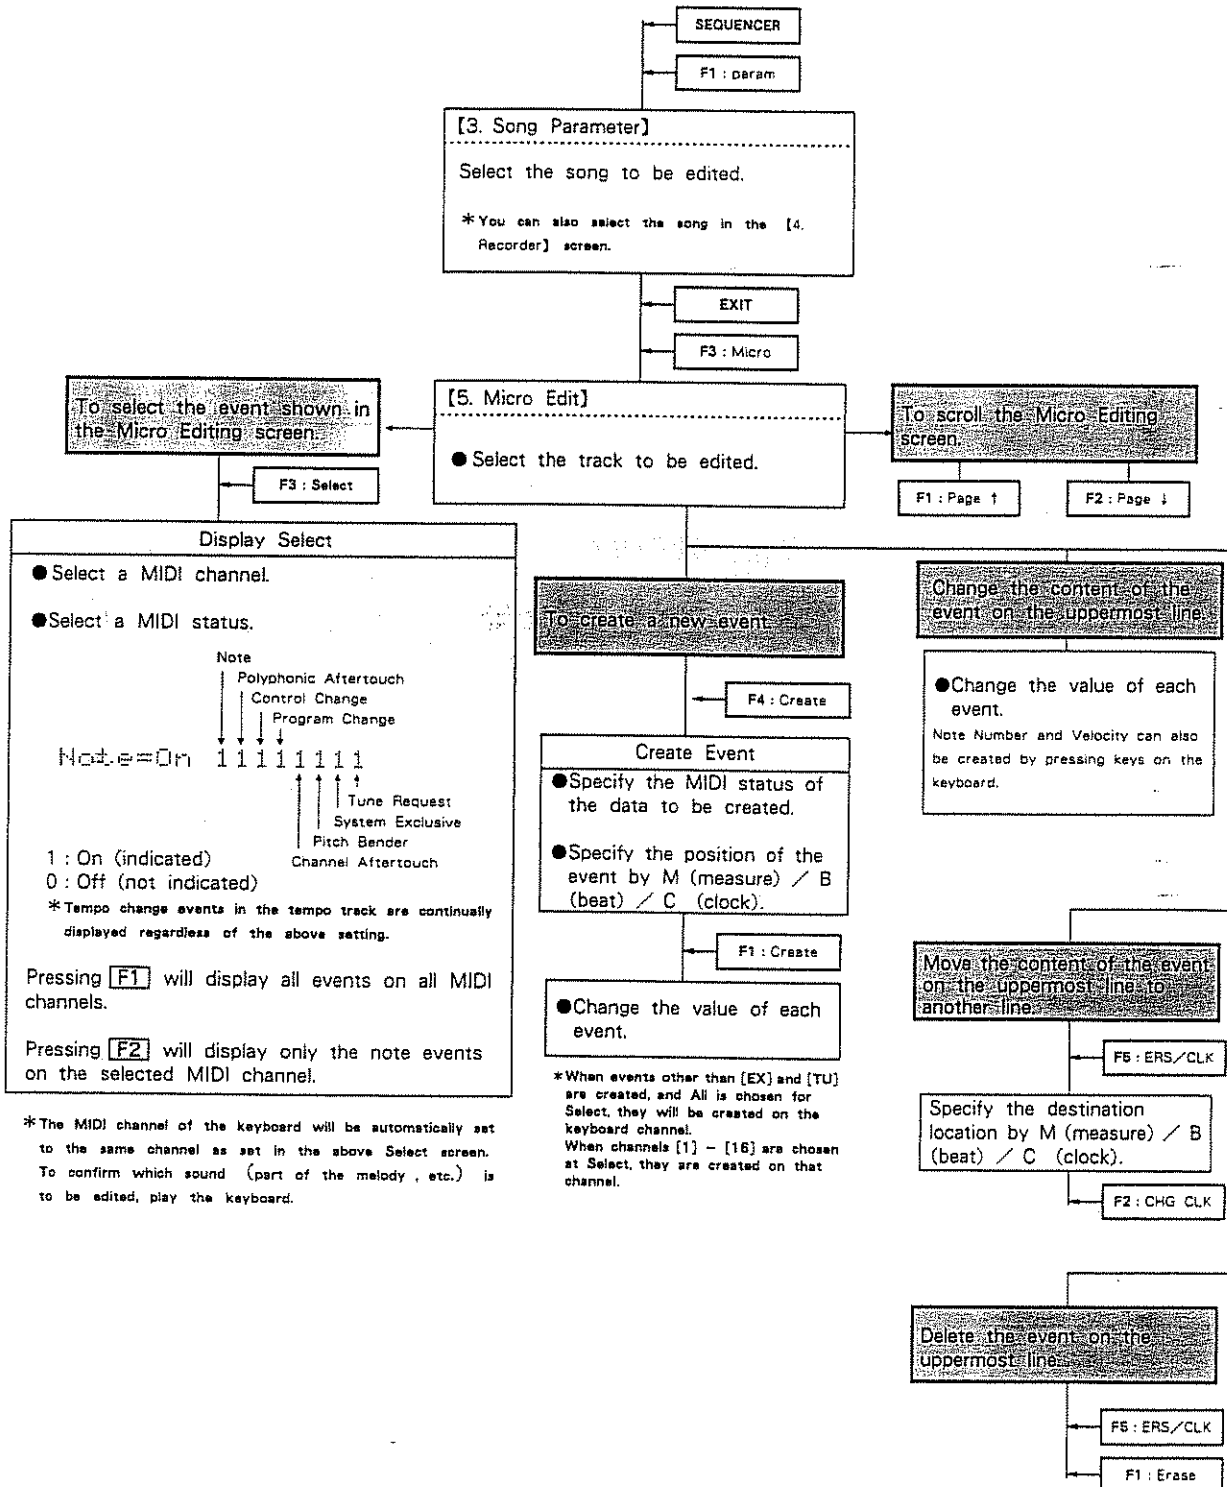 SEQUENCER
F1 : param
【3. Song Parameter】
Select the song to be edited.
*You can also select the song in the 【4.
Recorder】 screen.
EXIT
F3 : Micro
To select the event shown in
the Micro Editing screen.
【5. Micro Edit】
● Select the track to be edited.
To scroll the Micro Editing
screen.
F3 : Select
F1 : Page ↑
F2 : Page ↓
Display Select
● Select a MIDI channel.
● Select a MIDI status.
Note
Polyphonic Aftertouch
Control Change
Program Change
Note=On 11111111
Tune Request
System Exclusive
Pitch Bender
Channel Aftertouch
1 : On (indicated)
0 : Off (not indicated)
*Tempo change events in the tempo track are continually
displayed regardless of the above setting.
Pressing F1 will display all events on all MIDI
channels.
Pressing F2 will display only the note events
on the selected MIDI channel.
*The MIDI channel of the keyboard will be automatically set
to the same channel as set in the above Select screen.
To confirm which sound (part of the melody , etc.) is
to be edited, play the keyboard.
To create a new event
F4 : Create
Create Event
● Specify the MIDI status of
the data to be created.
● Specify the position of the
event by M (measure) / B
(beat) / C (clock).
F1 : Create
● Change the value of each
event.
*When events other than [EX] and [TU]
are created, and All is chosen for
Select, they will be created on the
keyboard channel.
When channels [1] - [16] are chosen
at Select, they are created on that
channel.
Change the content of the
event on the uppermost line
● Change the value of each
event.
Note Number and Velocity can also
be created by pressing keys on the
keyboard.
Move the content of the event
on the uppermost line to
another line.
F5 : ERS/CLK
Specify the destination
location by M (measure) / B
(beat) / C (clock).
F2 : CHG CLK
Delete the event on the
uppermost line.
F5 : ERS/CLK
F1 : Erase